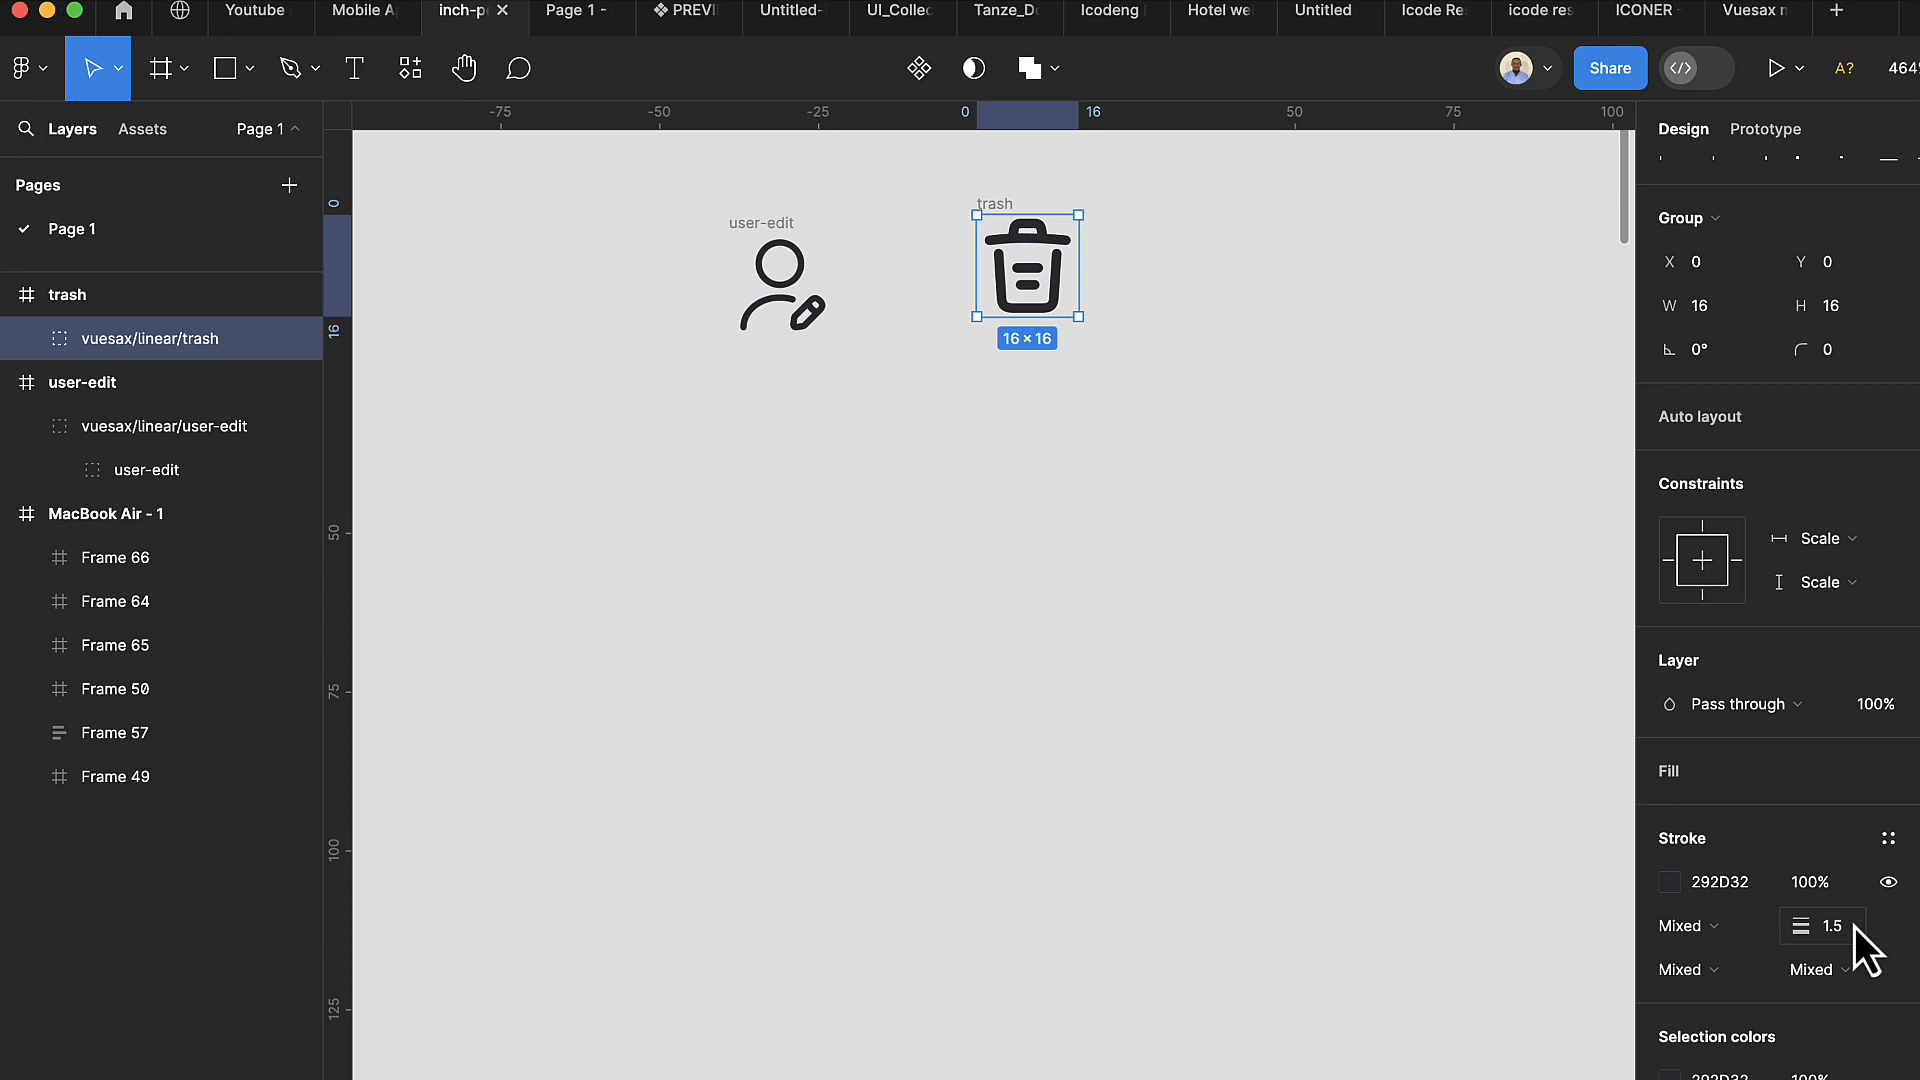 Youtube
Mobile A
inch-p
Page 1 -
PREVI
Untitled-
UI_Collec
Tanze_D
Icodeng
Hotel we
Untitled
Icode Re
icode res
ICONER -
Vuesax
Share
A?
464
Layers
Assets
Page 1
-75
-50
-25
0
16
50
75
100
Design
Prototype
Pages
Page 1
trash
vuesax/linear/trash
user-edit
vuesax/linear/user-edit
user-edit
MacBook Air - 1
Frame 66
Frame 64
Frame 65
Frame 50
Frame 57
Frame 49
0
16
50
75
100
125
user-edit
trash
16 × 16
Group
X 0
Y 0
W 16
H 16
0°
0
Auto layout
Constraints
Scale
Scale
Layer
Pass through
100%
Fill
Stroke
292D32
100%
Mixed
1.5
Mixed
Mixed
Selection colors
292D32
100%